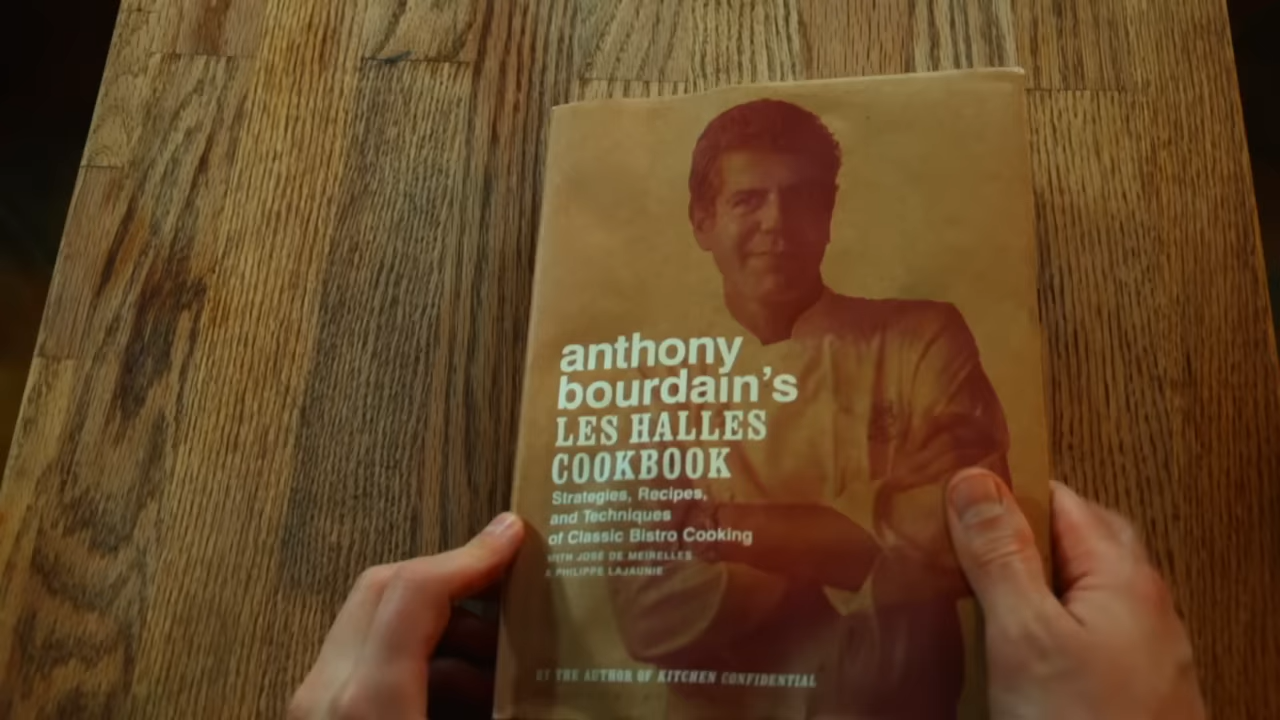 anthony
bourdain's
LES HALLES
COOKBOOK
Strategies, Recipes,
and Techniques
of Classic Bistro Cooking
WITH JOSÉ DE MEIRELLES
& PHILIPPE LAJAUNIE
BY THE AUTHOR OF KITCHEN CONFIDENTIAL